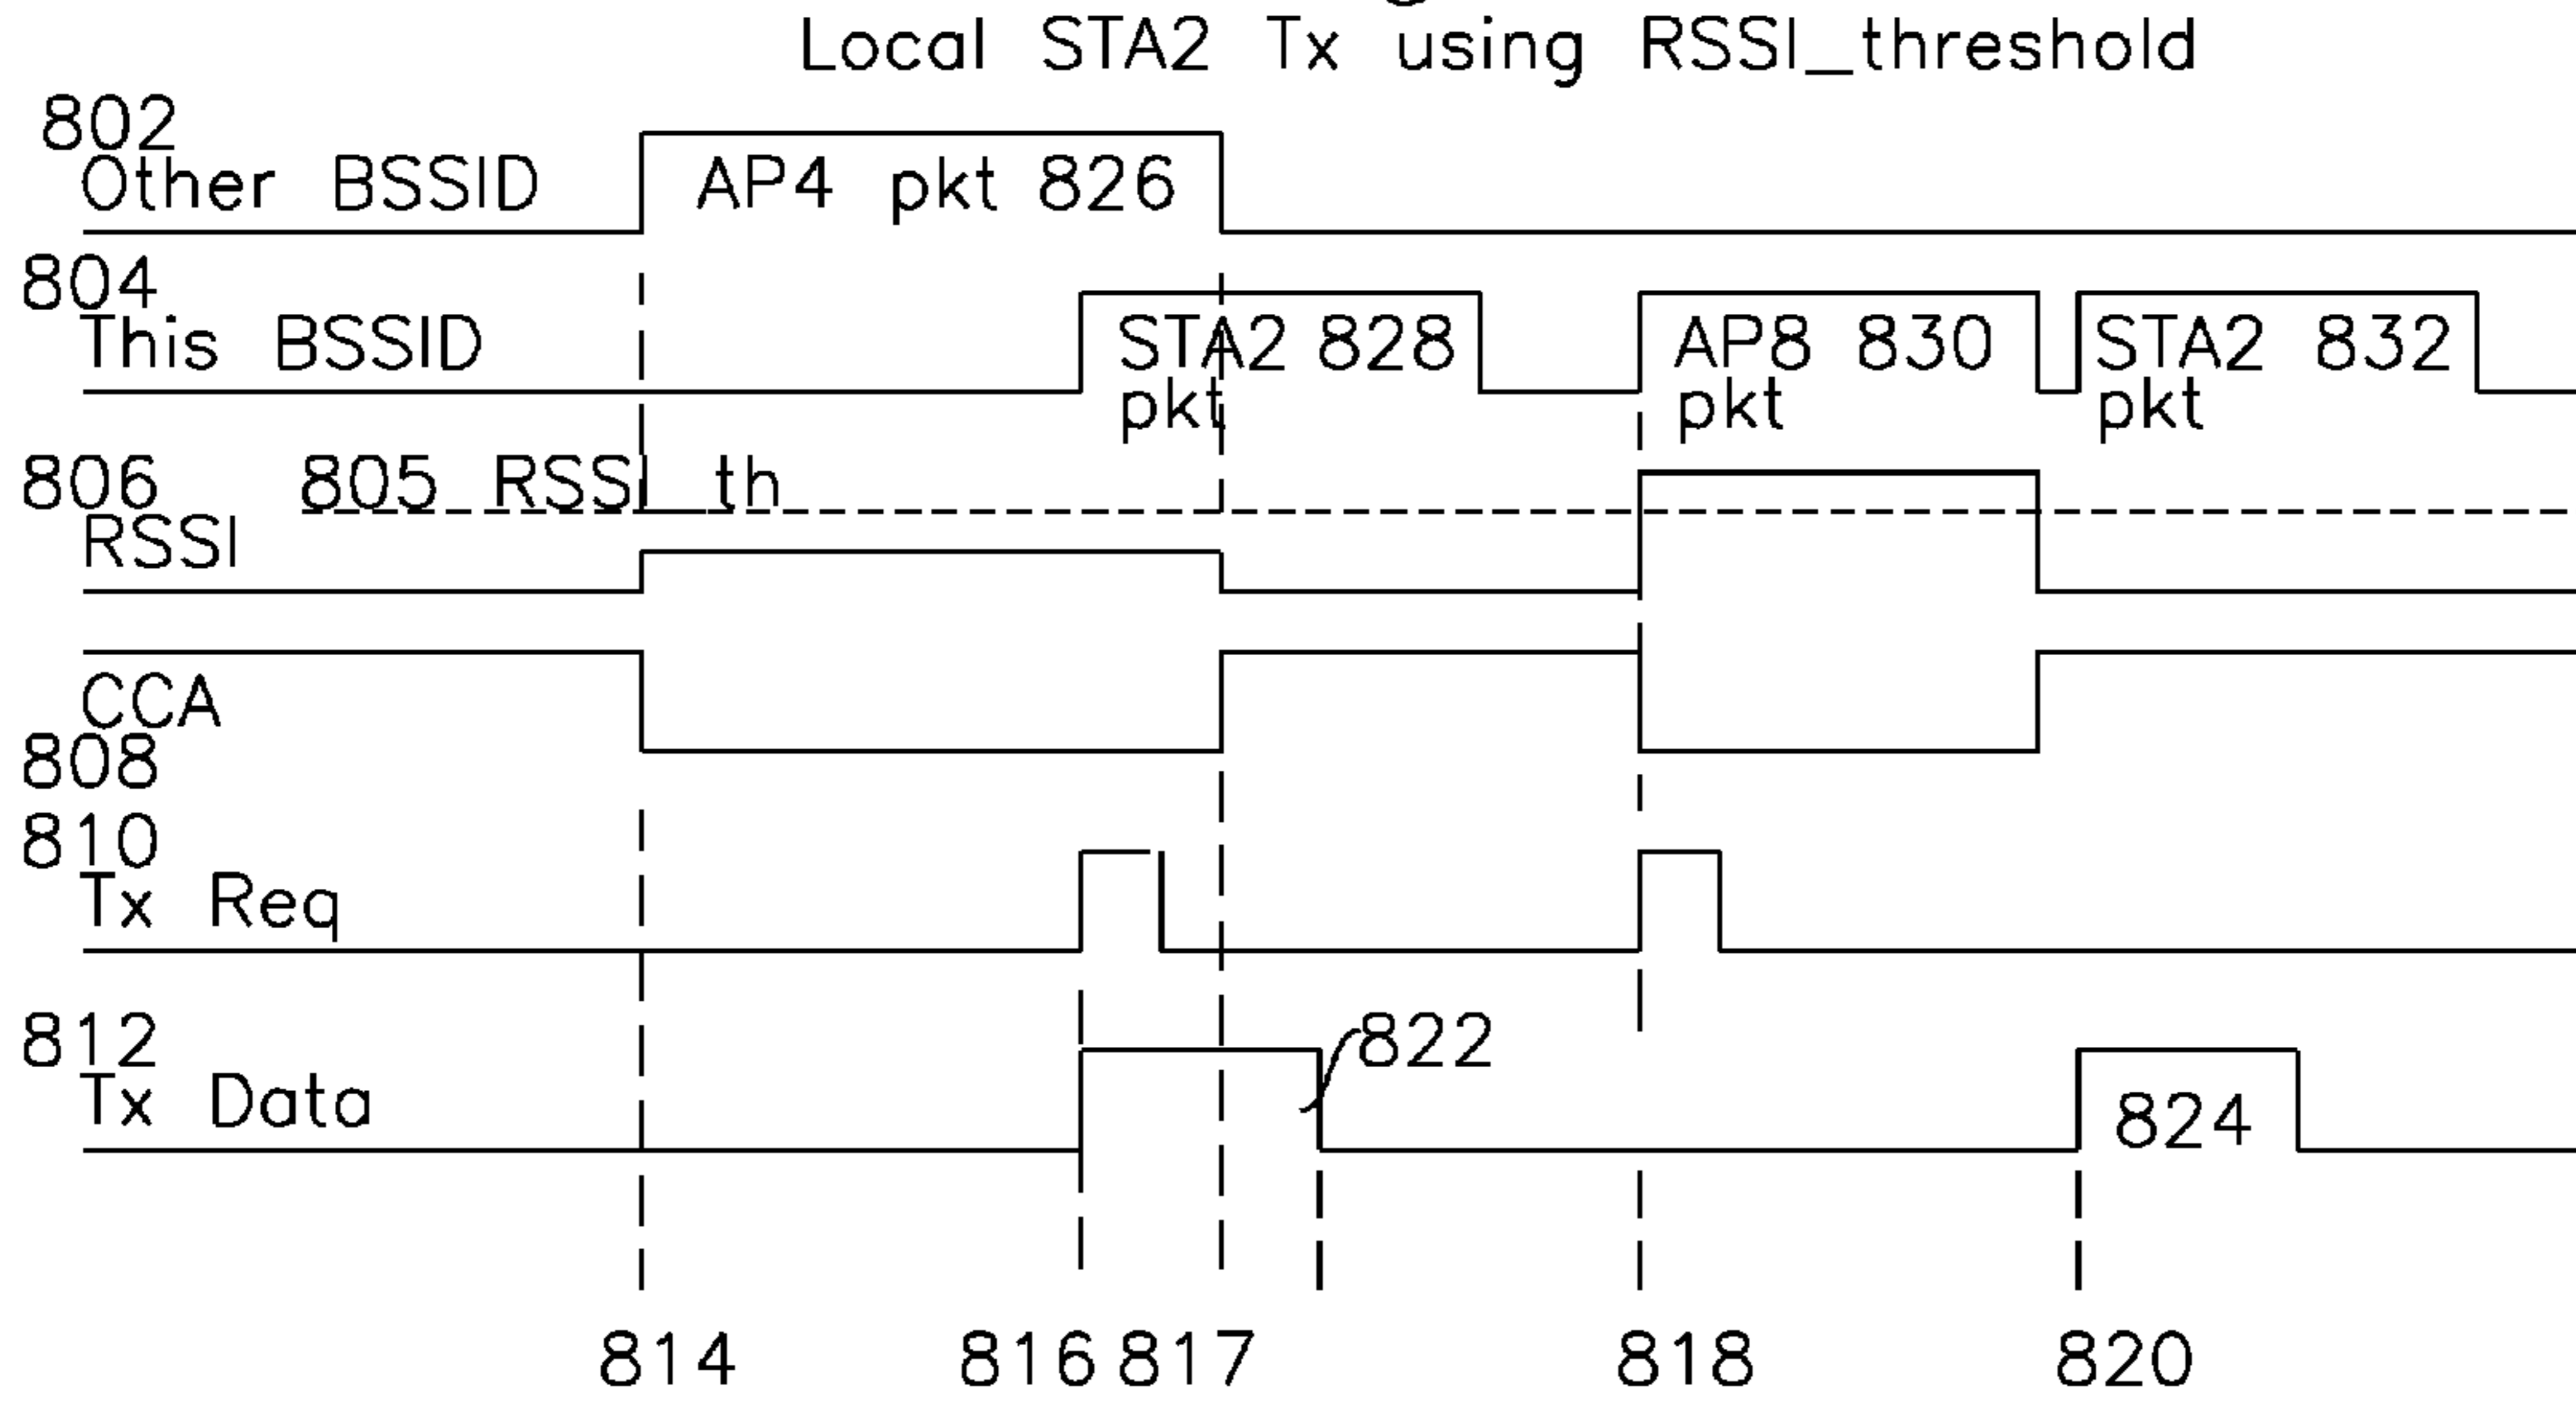 Local STA2 Tx using RSSI_threshold
802
Other BSSID
AP4 pkt 826
804
This BSSID
STA2 828
pkt
AP8 830
pkt
STA2 832
pkt
806
805 RSSI_th
RSSI
CCA
808
810
Tx Req
812
Tx Data
822
824
814
816
817
818
820